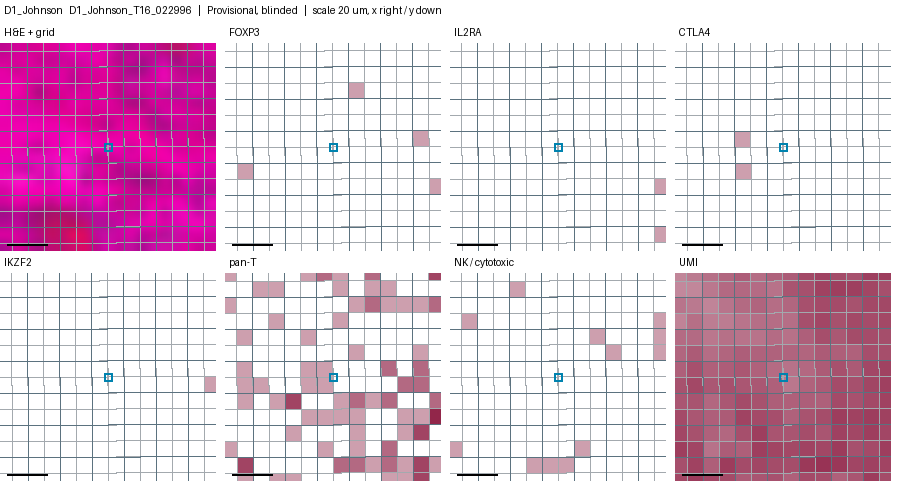 D1_Johnson D1_Johnson_T16_022996 | Provisional, blinded | scale 20 um, x right / y down
H&E + grid
FOXP3
IL2RA
CTLA4
IKZF2
pan-T
NK / cytotoxic
UMI